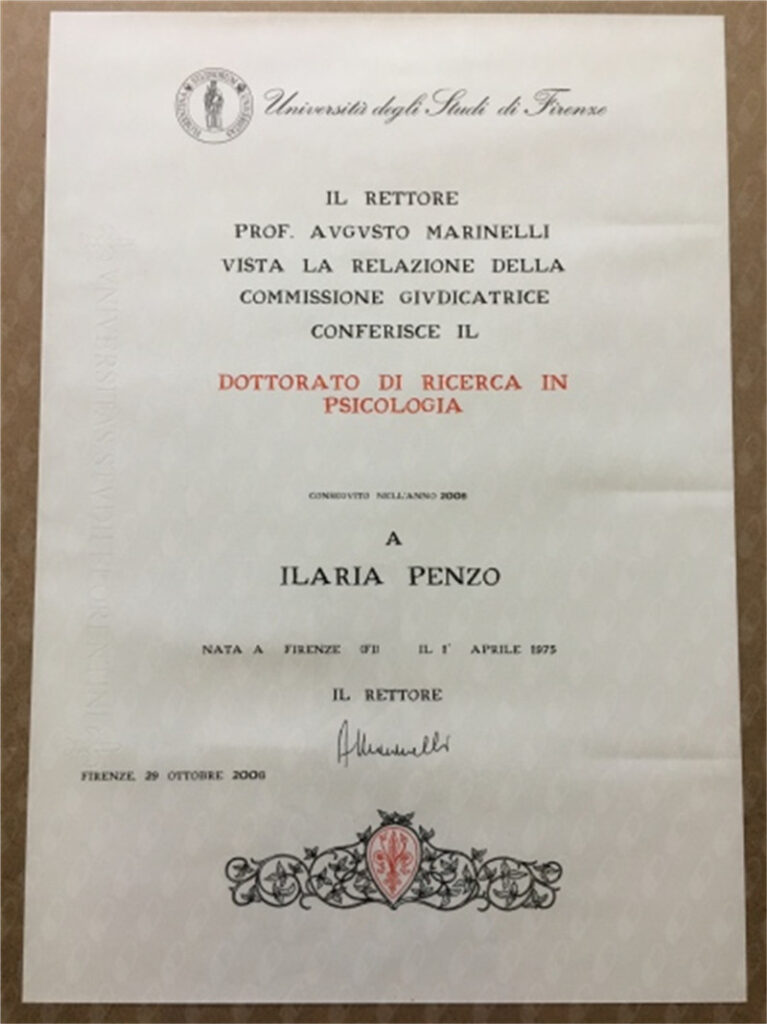 Università degli Studi di Firenze
IL RETTORE
PROF. AVGVSTO MARINELLI
VISTA LA RELAZIONE DELLA
COMMISSIONE GIVDICATRICE
CONFERISCE IL
DOTTORATO DI RICERCA IN
PSICOLOGIA
CONSEGVITO NELL'ANNO 2006
A
ILARIA PENZO
NATA A FIRENZE (FI) IL 1° APRILE 1975
IL RETTORE
AMarinelli
FIRENZE, 29 OTTOBRE 2006